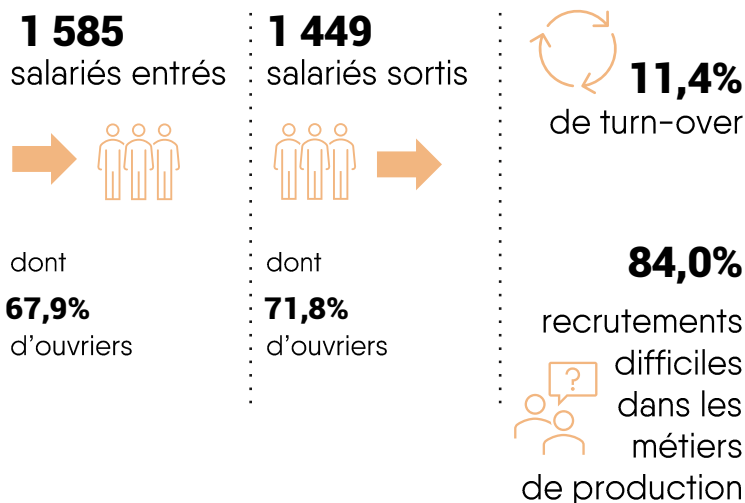 1 585
salariés entrés
dont
67,9%
d'ouvriers
1 449
salariés sortis
dont
71,8%
d'ouvriers
11,4%
de turn-over
84,0%
recrutements
difficiles
?
dans les
métiers
de production